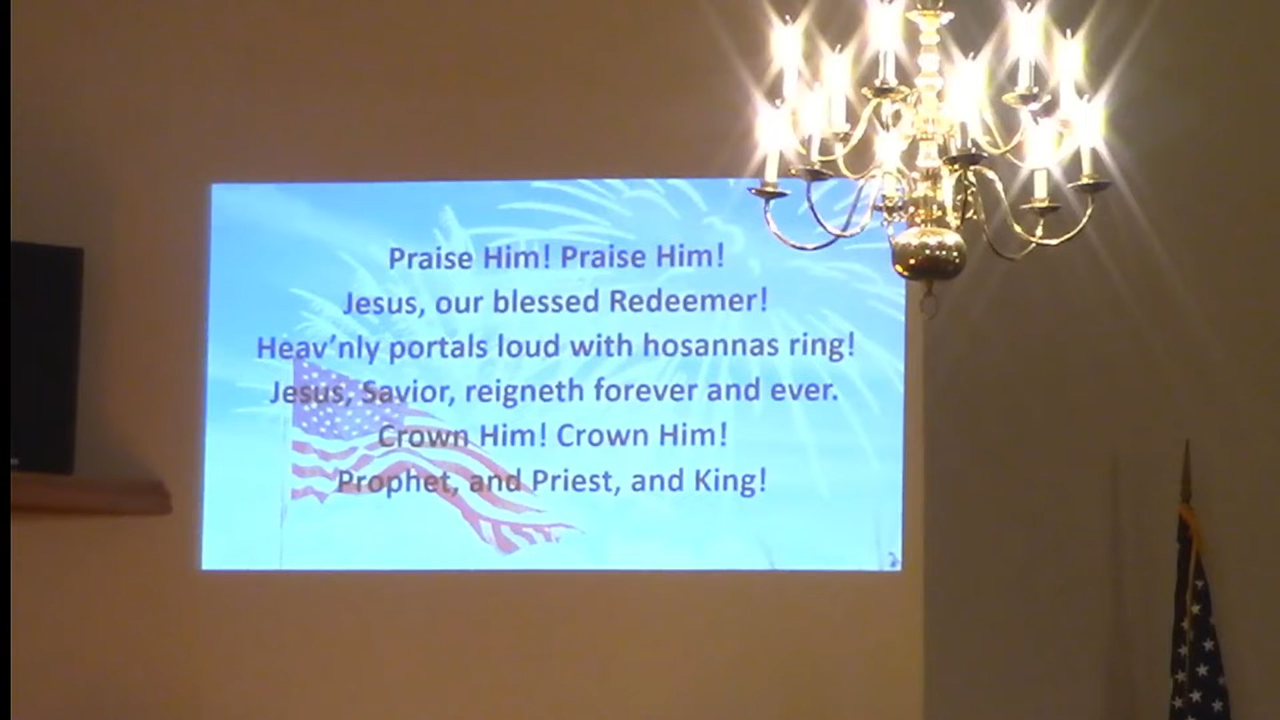 Praise Him! Praise Him!
Jesus, our blessed Redeemer!
Heav’nly portals loud with hosannas ring!
Jesus, Savior, reigneth forever and ever.
Crown Him! Crown Him!
Prophet, and Priest, and King!